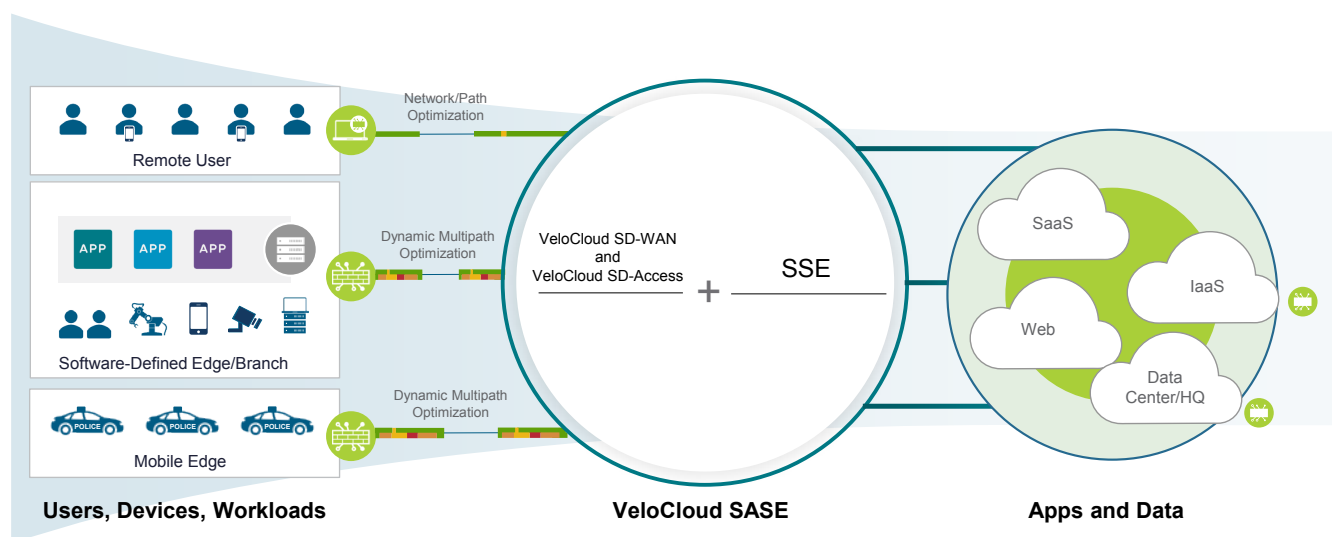 Network/Path
Optimization
Remote User
APP
APP
APP
Dynamic Multipath
Optimization
Software-Defined Edge/Branch
POLICE
POLICE
POLICE
Dynamic Multipath
Optimization
Mobile Edge
Users, Devices, Workloads
VeloCloud SD-WAN
and
VeloCloud SD-Access
+
SSE
VeloCloud SASE
SaaS
IaaS
Web
Data
Center/HQ
Apps and Data